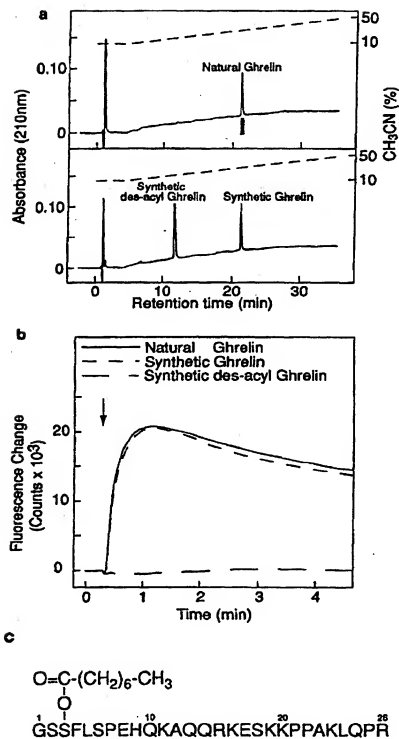 a
50
10
CH3CN (%)
0.10
0
Natural Ghrelin
Absorbance (210nm)
50
10
0.10
0
Synthetic
des-acyl Ghrelin
Synthetic Ghrelin
0 10 20 30
Retention time (min)
b
Natural Ghrelin
Synthetic Ghrelin
Synthetic des-acyl Ghrelin
Fluorescence Change
(Counts x 10³)
20
10
0
0 1 2 3 4
Time (min)
c
O=C-(CH2)6-CH3
O
1 10 20 28
GSSFLSPEHQKAQQRKESKKPPAKLQPR